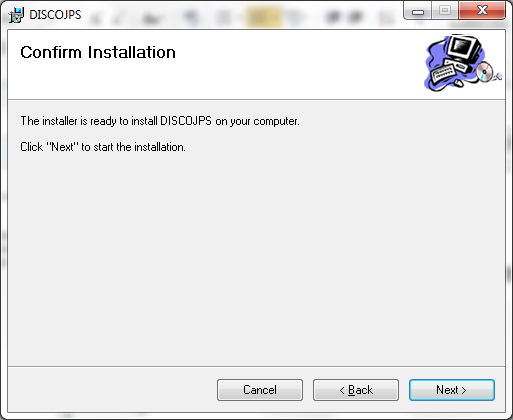 DISCOJPS
Confirm Installation
The installer is ready to install DISCOJPS on your computer.
Click "Next" to start the installation.
Cancel
< Back
Next >